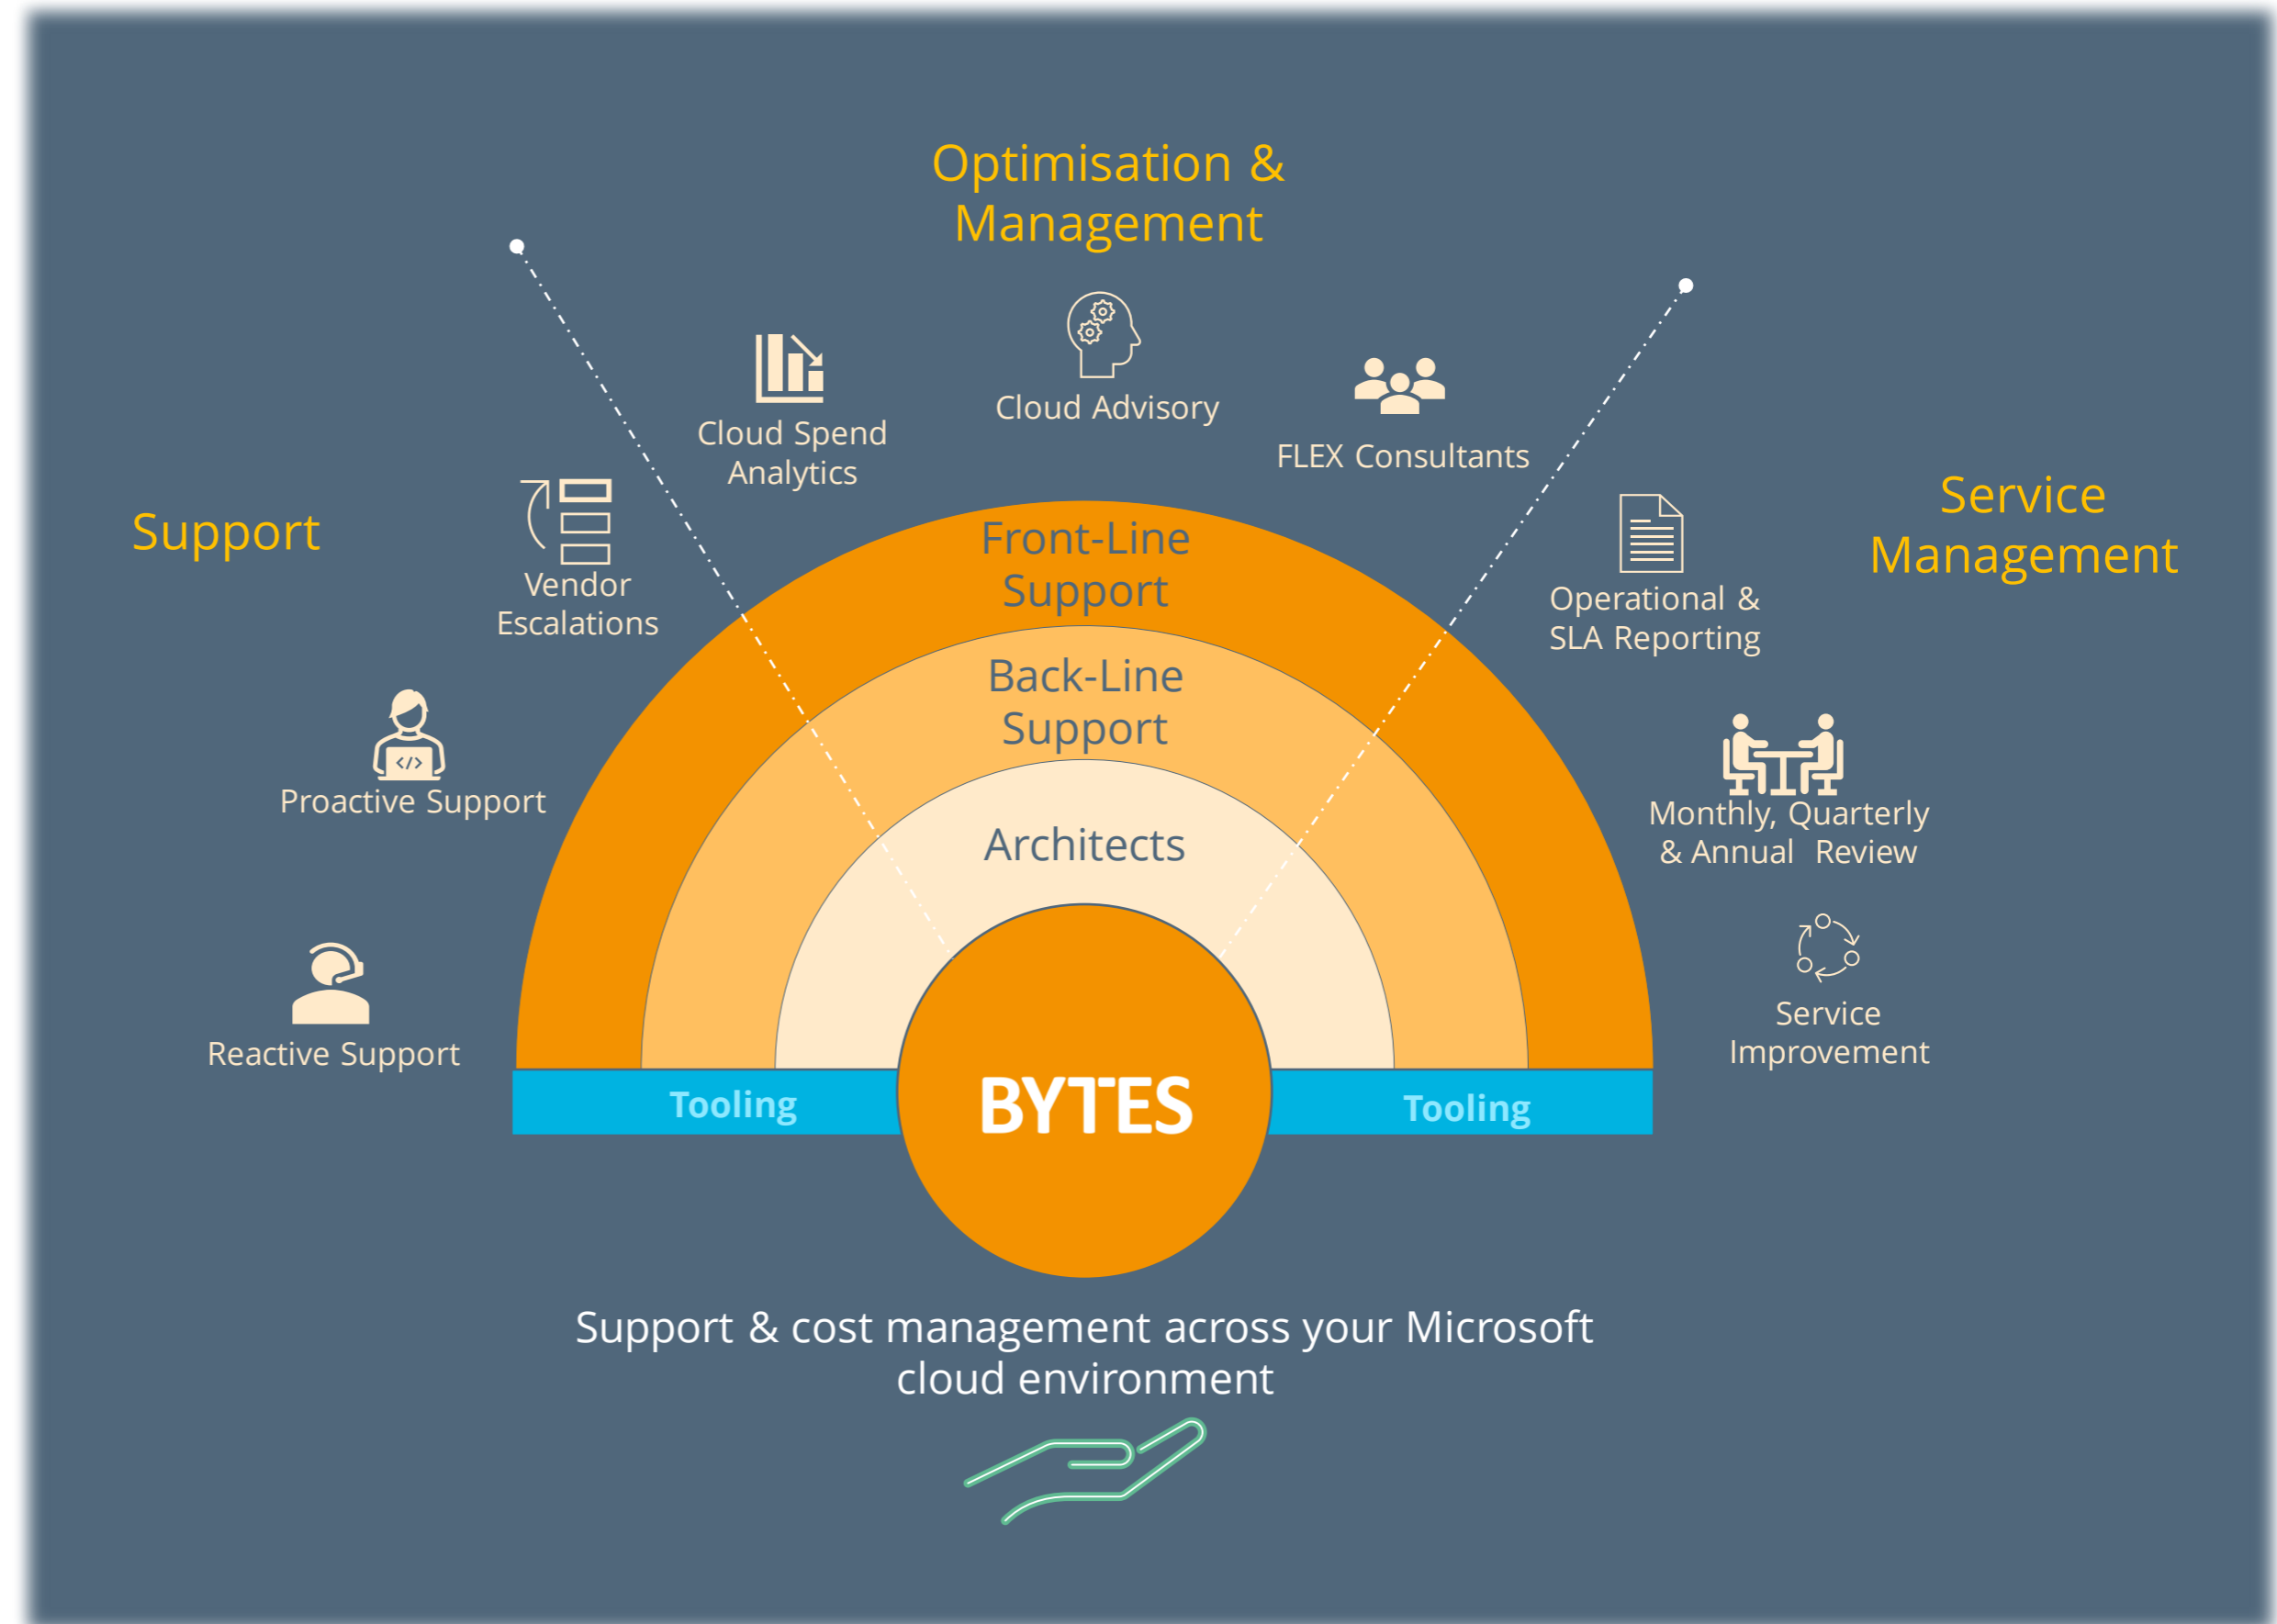 Optimisation &
Management
Cloud Advisory
Cloud Spend
Analytics
FLEX Consultants
Support
Vendor
Escalations
Proactive Support
Reactive Support
Service
Management
Operational &
SLA Reporting
Monthly, Quarterly
& Annual Review
Service
Improvement
Front-Line
Support
Back-Line
Support
Architects
</>
Tooling
BYTES
Tooling
Support & cost management across your Microsoft
cloud environment